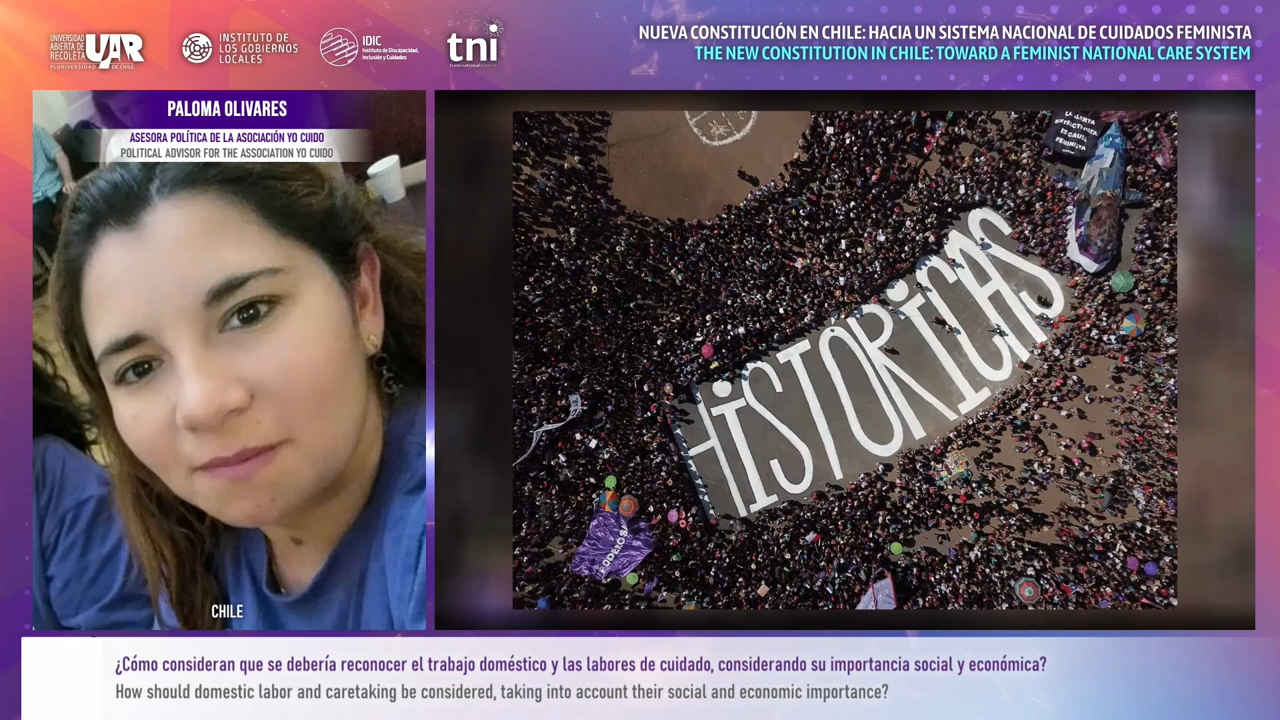 UNIVERSIDAD
ABIERTA DE
RECOLETA
UAR
PLURIVERSIDAD DE CHILE
INSTITUTO DE
LOS GOBIERNOS
LOCALES
IDIC
Instituto de Discapacidad,
Inclusión y Cuidados
tni
NUEVA CONSTITUCIÓN EN CHILE: HACIA UN SISTEMA NACIONAL DE CUIDADOS FEMINISTA
THE NEW CONSTITUTION IN CHILE: TOWARD A FEMINIST NATIONAL CARE SYSTEM
PALOMA OLIVARES
ASESORA POLÍTICA DE LA ASOCIACIÓN YO CUIDO
POLITICAL ADVISOR FOR THE ASSOCIATION YO CUIDO
CHILE
HISTORICAS
¿Cómo consideran que se debería reconocer el trabajo doméstico y las labores de cuidado, considerando su importancia social y económica?
How should domestic labor and caretaking be considered, taking into account their social and economic importance?